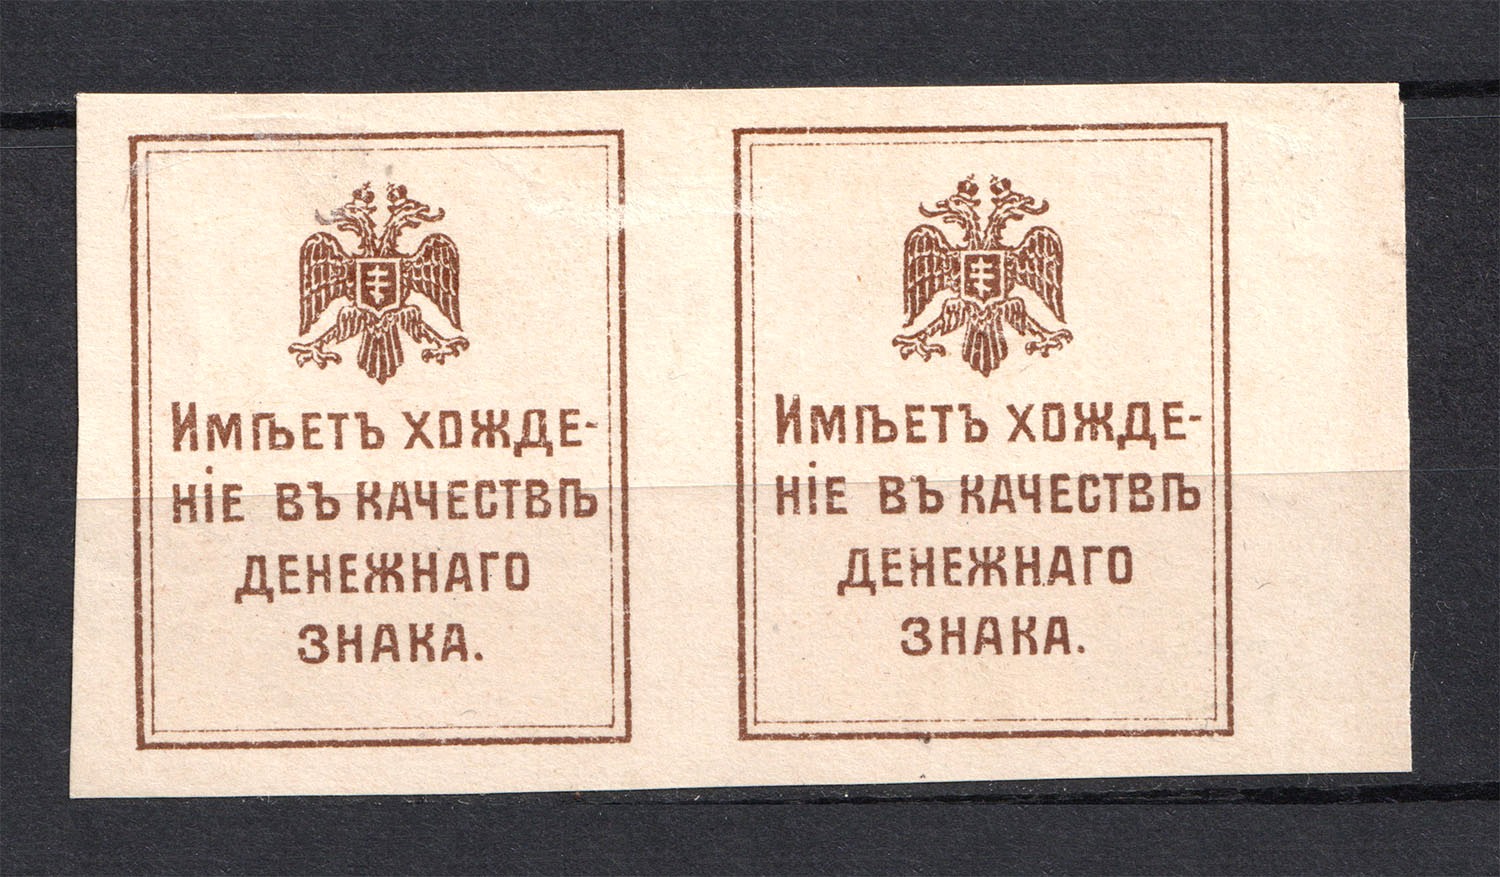 Имѣетъ хожде-
ніе въ качествѣ
денежнаго
знака.
Имѣетъ хожде-
ніе въ качествѣ
денежнаго
знака.